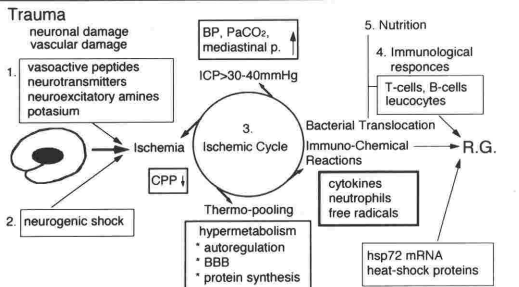 Trauma
neuronal damage
vascular damage
1.
vasoactive peptides
neurotransmitters
neuroexcitatory amines
potasium
Ischemia
2.
neurogenic shock
BP, PaCO2,
mediastinal p.
ICP>30-40mmHg
3.
Ischemic Cycle
CPP
Thermo-pooling
hypermetabolism
* autoregulation
* BBB
* protein synthesis
5. Nutrition
4. Immunological
responces
T-cells, B-cells
leucocytes
Bacterial Translocation
Immuno-Chemical
Reactions
R.G.
cytokines
neutrophils
free radicals
hsp72 mRNA
heat-shock proteins